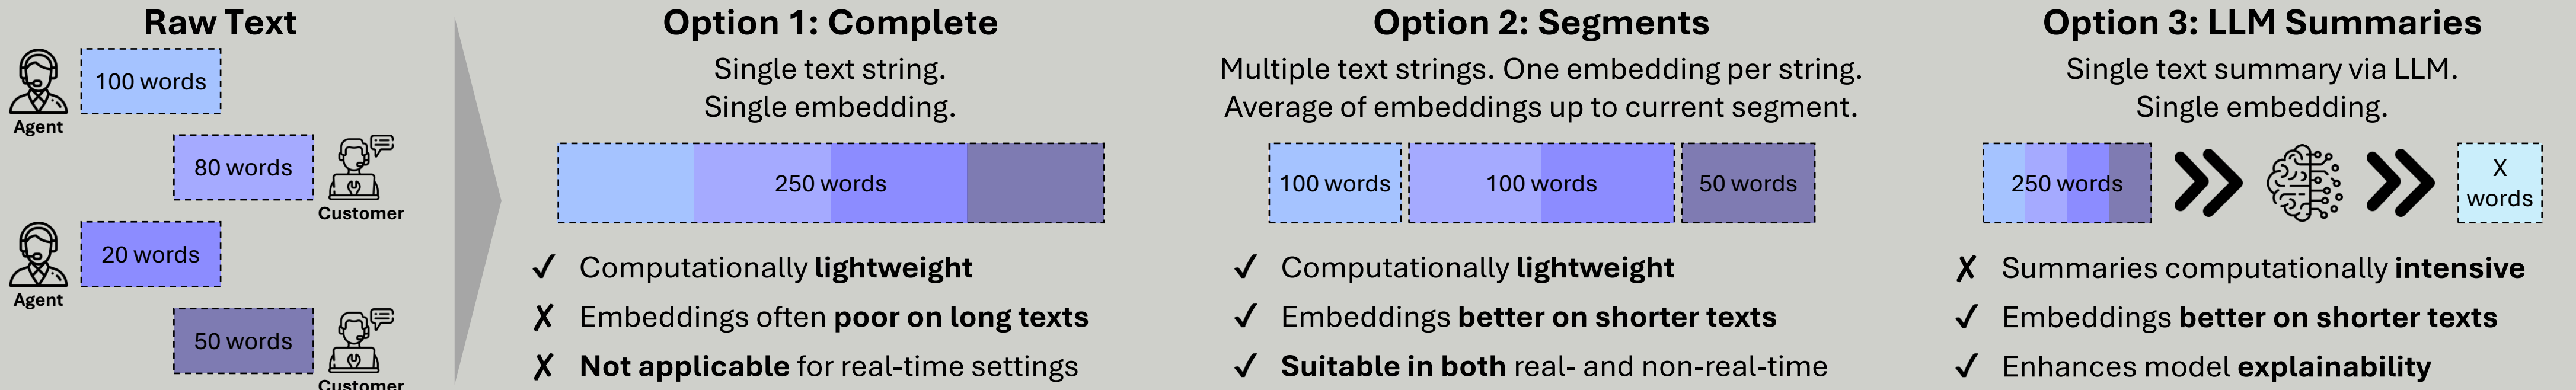 Raw Text
100 words
Agent
80 words
Customer
20 words
Agent
50 words
Customer
Option 1: Complete
Single text string.
Single embedding.
250 words
✓ Computationally lightweight
✗ Embeddings often poor on long texts
✗ Not applicable for real-time settings
Option 2: Segments
Multiple text strings. One embedding per string.
Average of embeddings up to current segment.
100 words
100 words
50 words
✓ Computationally lightweight
✓ Embeddings better on shorter texts
✓ Suitable in both real- and non-real-time
Option 3: LLM Summaries
Single text summary via LLM.
Single embedding.
250 words
X
words
✗ Summaries computationally intensive
✓ Embeddings better on shorter texts
✓ Enhances model explainability